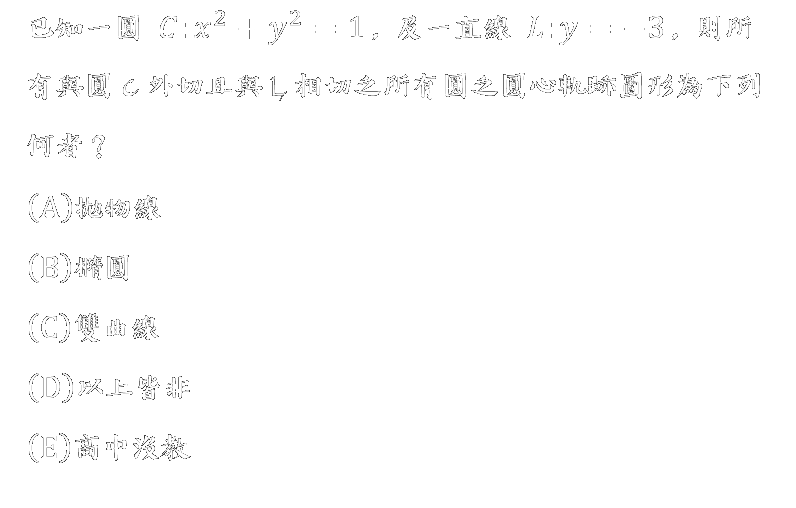 已知一圓 C:x² + y² = 1, 及一直線 L:y = −3, 則所
有與圓 C 外切且與 L 相切之所有圓之圓心軌跡圖形為下列
何者？
(A)拋物線
(B)橢圓
(C)雙曲線
(D)以上皆非
(E)高中沒教